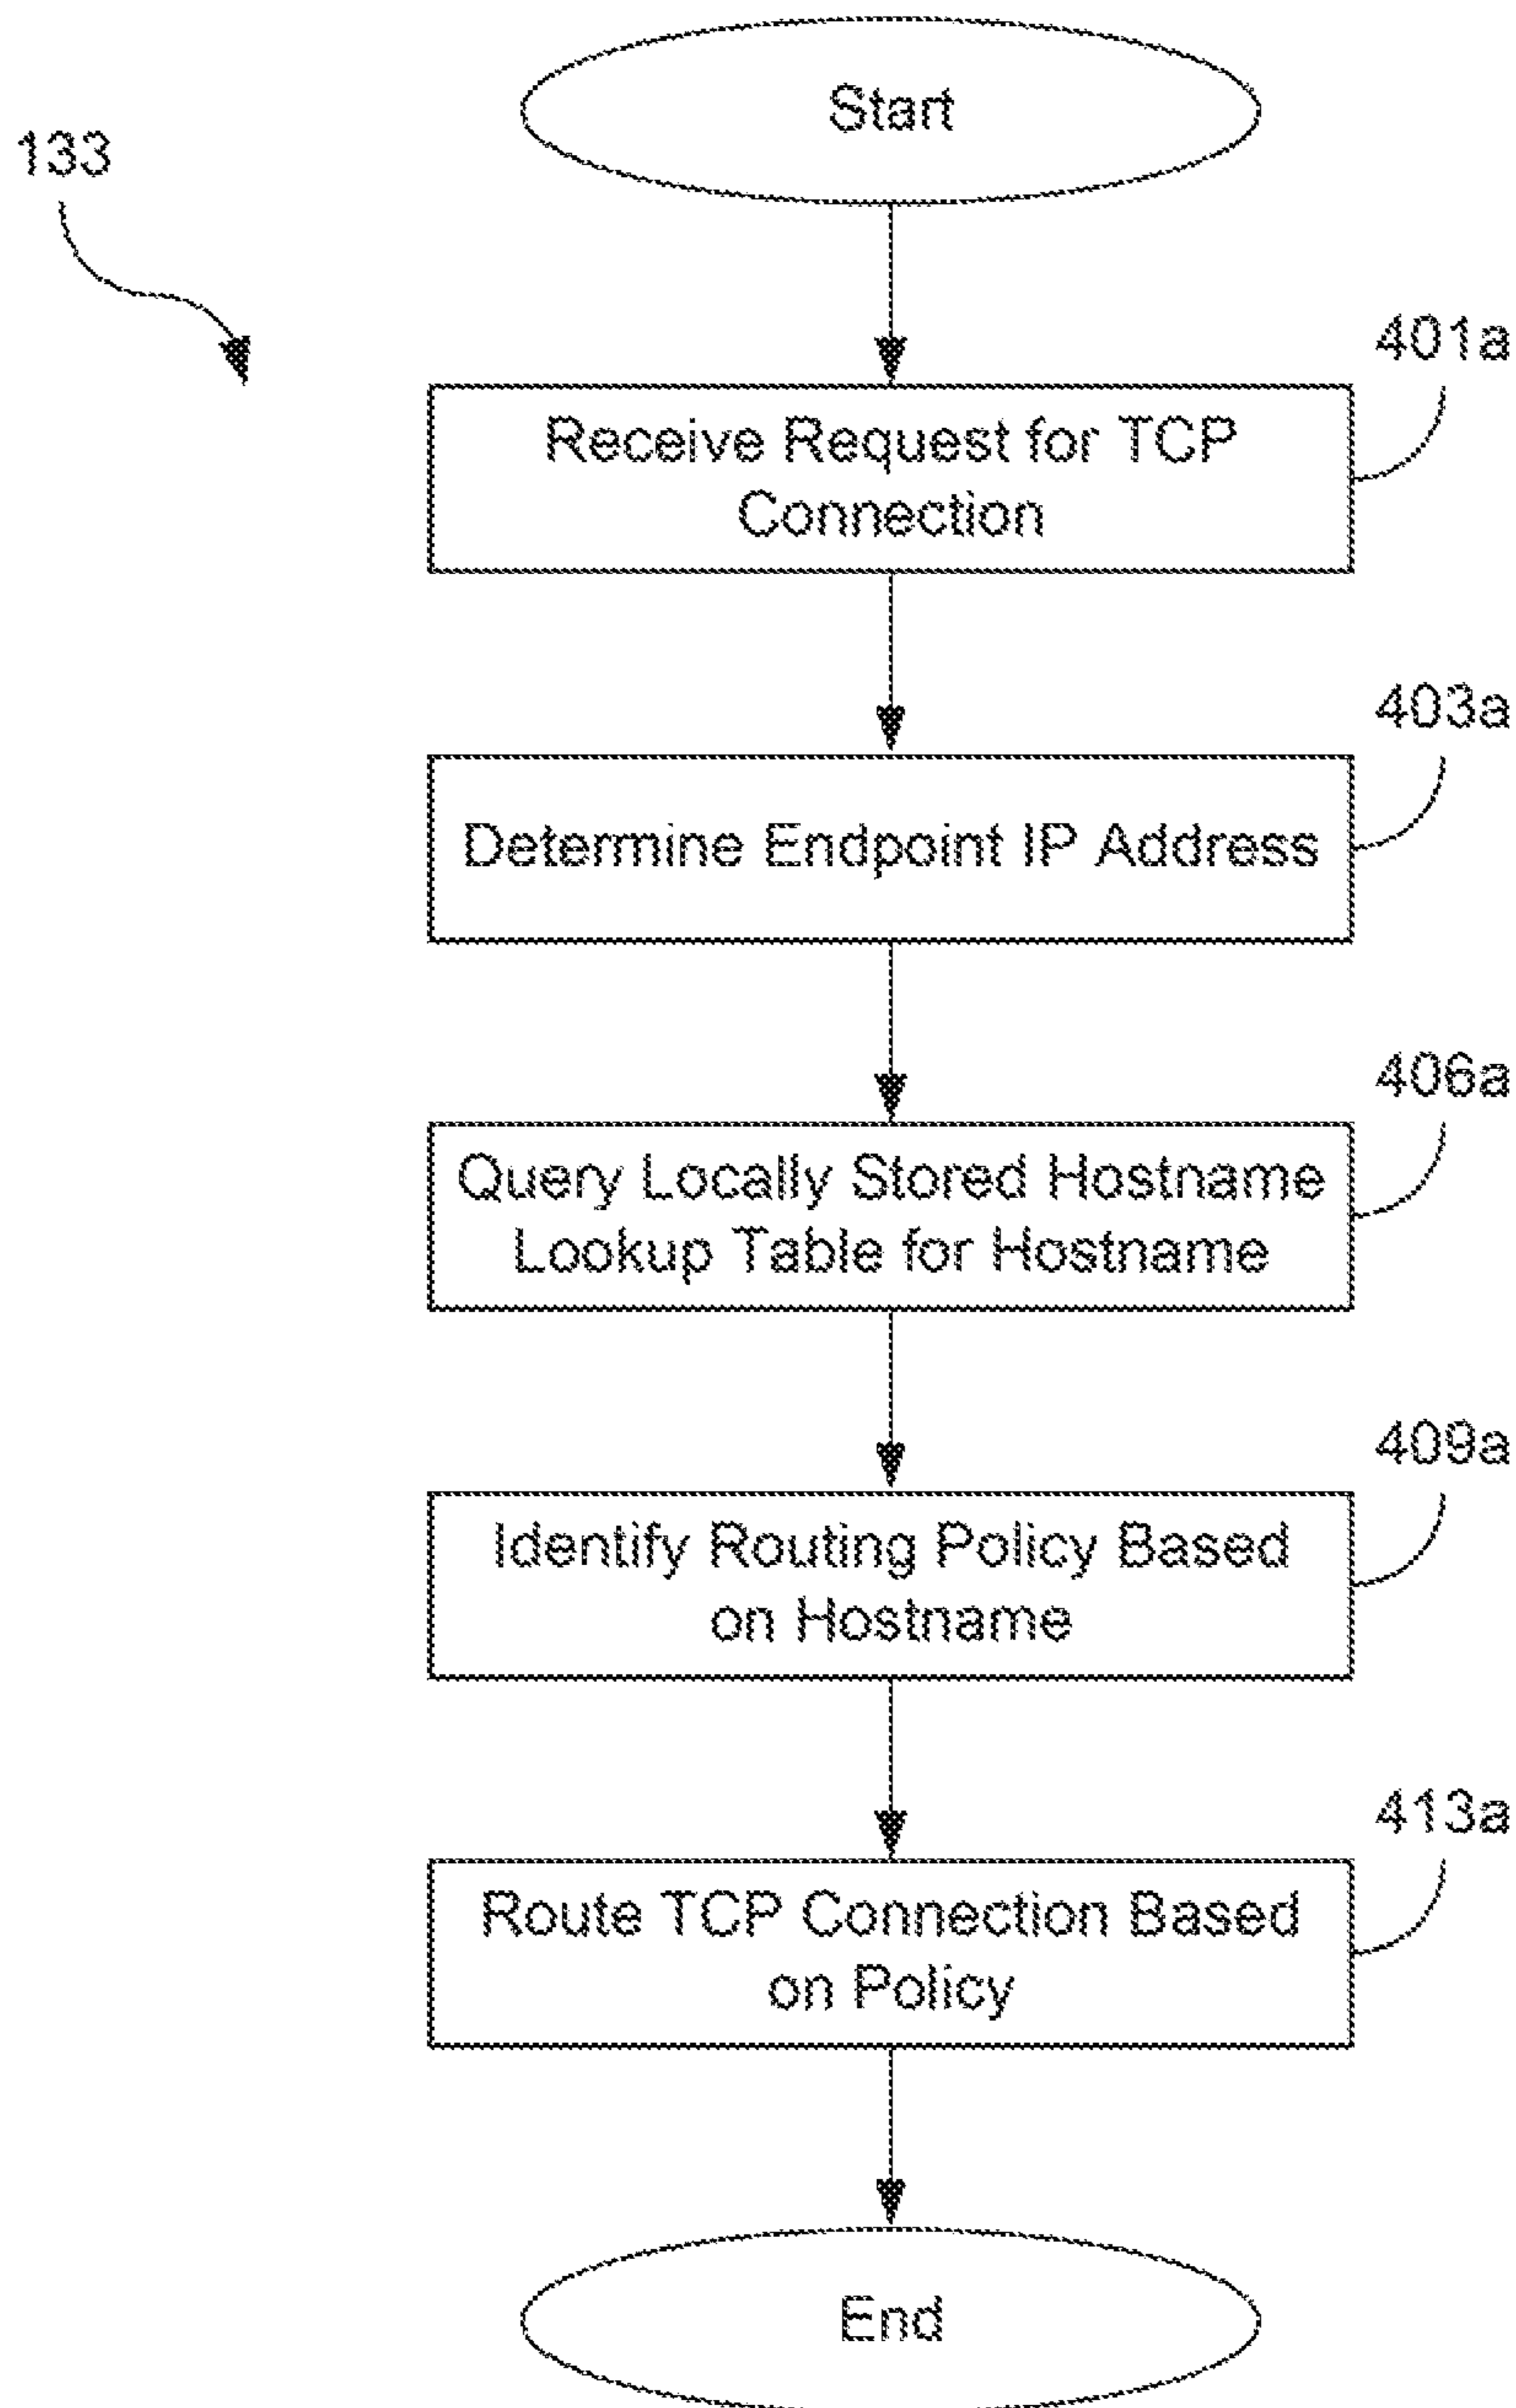 Start
133
401a
Receive Request for TCP
Connection
403a
Determine Endpoint IP Address
406a
Query Locally Stored Hostname
Lookup Table for Hostname
409a
Identify Routing Policy Based
on Hostname
413a
Route TCP Connection Based
on Policy
End